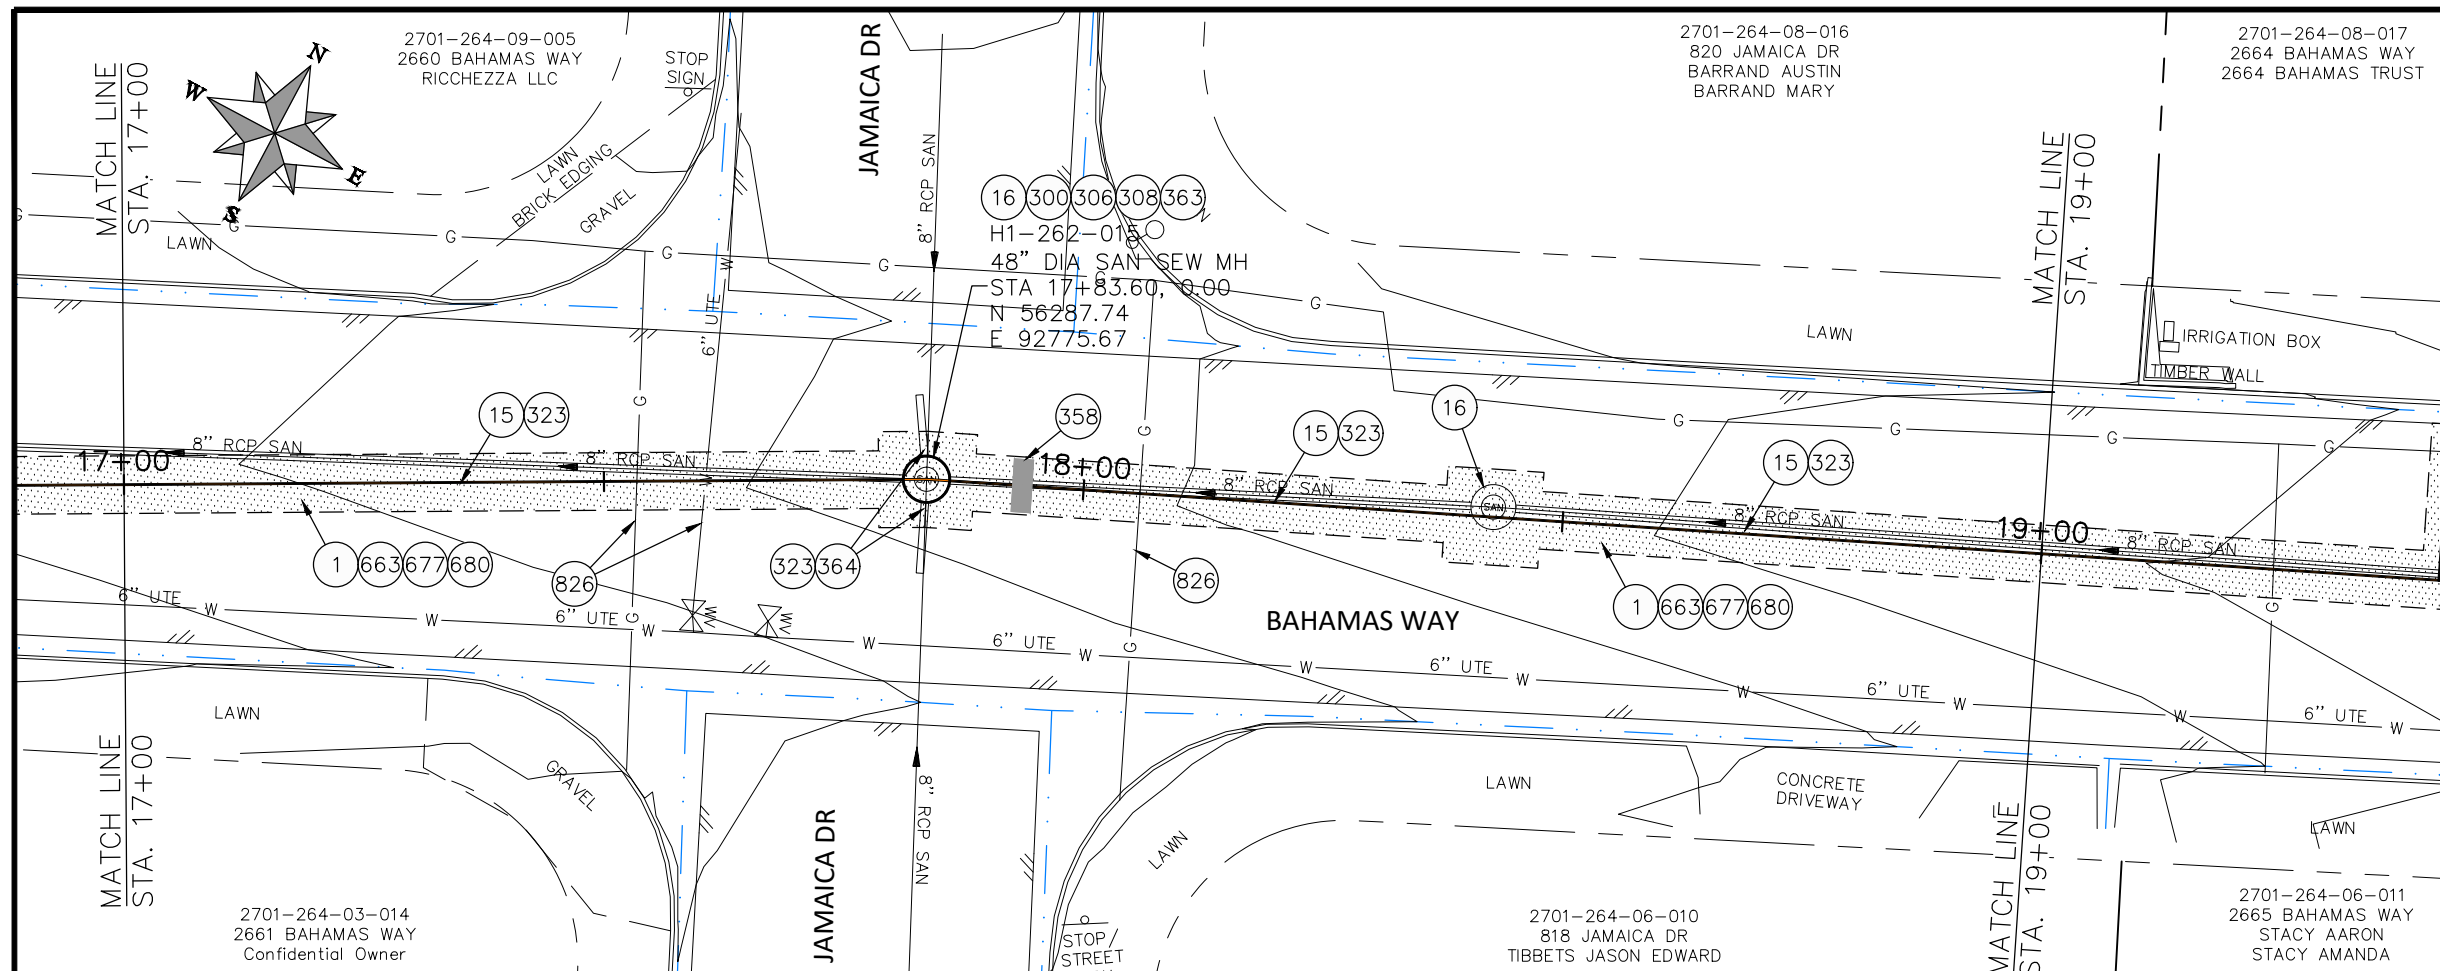 2701-264-09-005
2660 BAHAMAS WAY
RICCHEZZA LLC
STOP
SIGN
JAMAICA DR
2701-264-08-016
820 JAMAICA DR
BARRAND AUSTIN
BARRAND MARY
2701-264-08-017
2664 BAHAMAS WAY
2664 BAHAMAS TRUST
N
W
E
S
MATCH LINE
STA. 17+00
LAWN
BRICK EDGING
GRAVEL
LAWN
8" RCP SAN
16 300 306 308 363
H1-262-015
48" DIA SAN SEW MH
STA 17+83.60, 0.00
N 56287.74
E 92775.67
MATCH LINE
STA. 19+00
G
G
G
G
G
G
W
6" UTE
LAWN
IRRIGATION BOX
TIMBER WALL
15 323
G
358
G
15 323
16
G
G
G
G
15 323
17+00
8" RCP SAN
8" RCP SAN
W
SAN
18+00
8" RCP SAN
SAN
8" RCP SAN
19+00
8" RCP SAN
1 663 677 680
826
323 364
826
1 663 677 680
6" UTE
W
W
6" UTE
G
W
WV
WV
BAHAMAS WAY
G
W
6" UTE
G
W
W
6" UTE
W
W
6" UTE
W
W
6" UTE
W
LAWN
GRAVEL
MATCH LINE
STA. 17+00
JAMAICA DR
8" RCP SAN
LAWN
LAWN
CONCRETE
DRIVEWAY
MATCH LINE
STA. 19+00
LAWN
2701-264-03-014
2661 BAHAMAS WAY
Confidential Owner
STOP/
STREET
2701-264-06-010
818 JAMAICA DR
TIBBETS JASON EDWARD
2701-264-06-011
2665 BAHAMAS WAY
STACY AARON
STACY AMANDA